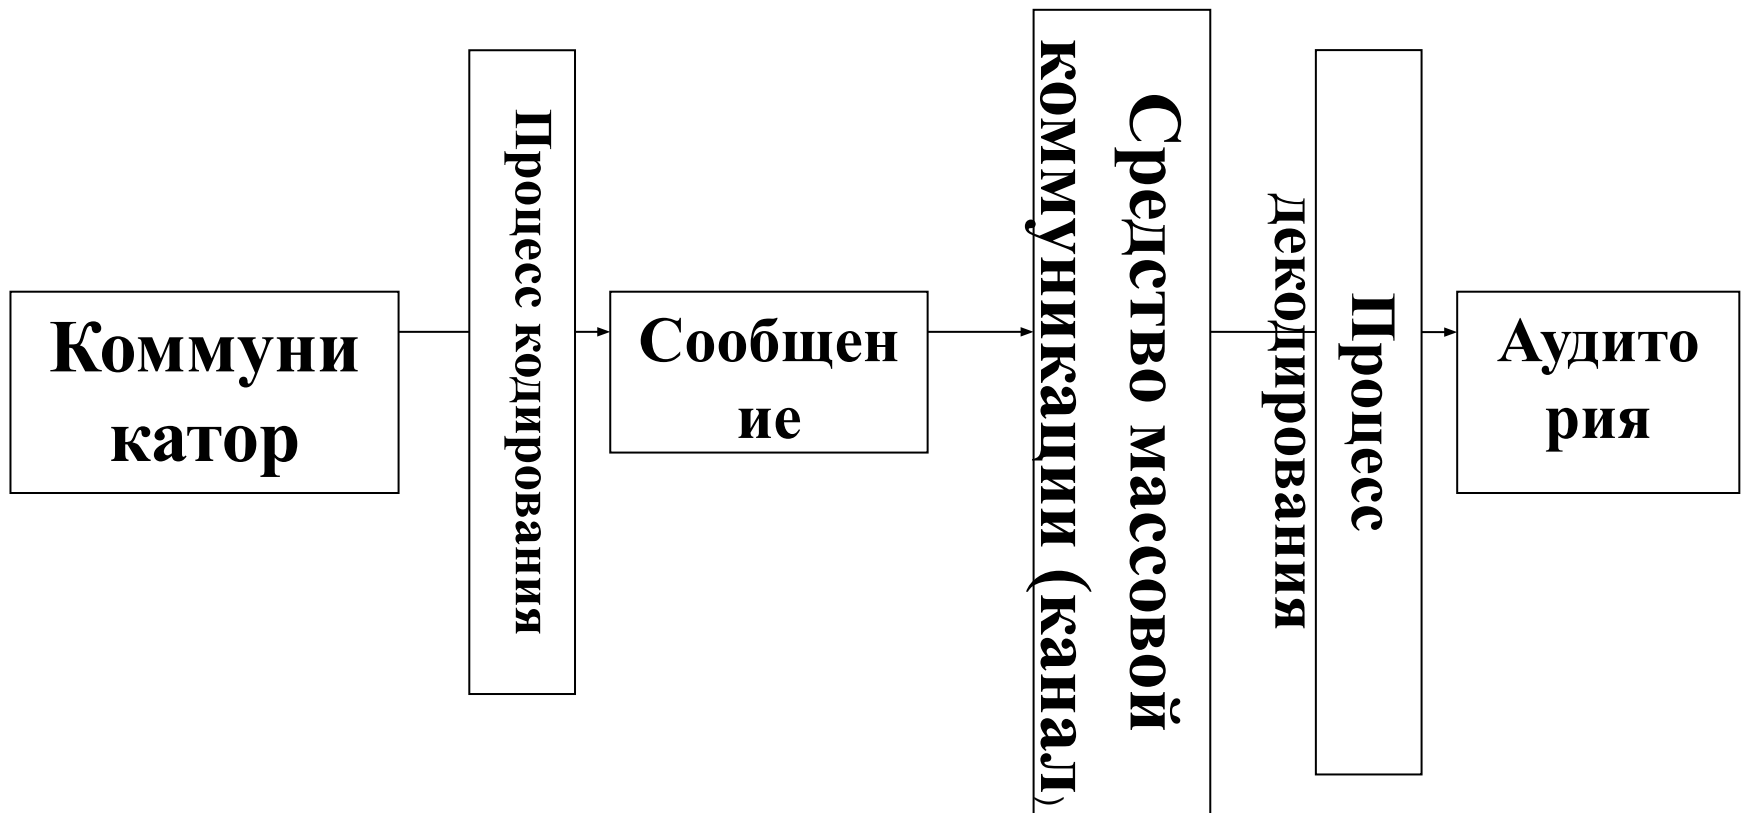 Коммуни
катор
Процесс кодирования
Сообщен
ие
Средство массовой
коммуникации (канал)
Процесс
декодирования
Аудито
рия